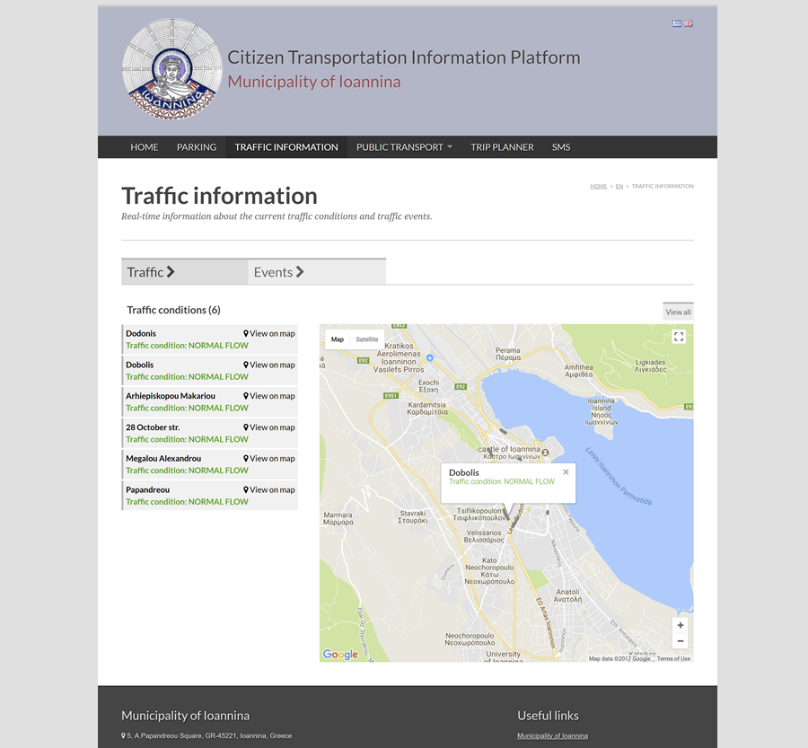 ΙΩΑΝΝΙΝΑ
Citizen Transportation Information Platform
Municipality of Ioannina
HOME PARKING TRAFFIC INFORMATION PUBLIC TRANSPORT TRIP PLANNER SMS
Traffic information
HOME » EN » TRAFFIC INFORMATION
Real-time information about the current traffic conditions and traffic events.
Traffic Events
Traffic conditions (6)
View all
Dodonis View on map
Traffic condition: NORMAL FLOW
Dobolis View on map
Traffic condition: NORMAL FLOW
Arhiepiskopou Makariou View on map
Traffic condition: NORMAL FLOW
28 October str. View on map
Traffic condition: NORMAL FLOW
Megalou Alexandrou View on map
Traffic condition: NORMAL FLOW
Papandreou View on map
Traffic condition: NORMAL FLOW
Map Satellite
Kratikos
Aerolimenas
Ioanninon
Vasilefs Pirros
E92
E951
E92
Perama
Πέραμα
Amfithea
Αμφιθέα
Ligkiades
Λιγκιάδες
Exochi
Εξοχή
Kardamitsia
Καρδαμίτσια
Ioannina
Island
Νήσος
Ιωαννίνων
castle of Ioannina
Κάστρο Ιωαννίνων
Limni Ioanninon Pamvotida
Dobolis
Traffic condition: NORMAL FLOW
Marmara
Μάρμαρα
Stavraki
Σταυράκι
Tsiflikopoulon
Τσιφλικόπουλον
Velissarios
Βελισσάριος
Kato
Neochoropoulo
Κάτω
Νεοχωρόπουλο
Anatoli
Ανατολή
Neochoropoulo
Νεοχωρόπουλο
University
of Ioannina
Google
Map data ©2017 Google Terms of Use
Municipality of Ioannina
5, A.Papandreou Square, GR-45221, Ioannina, Greece
Useful links
Municipality of Ioannina